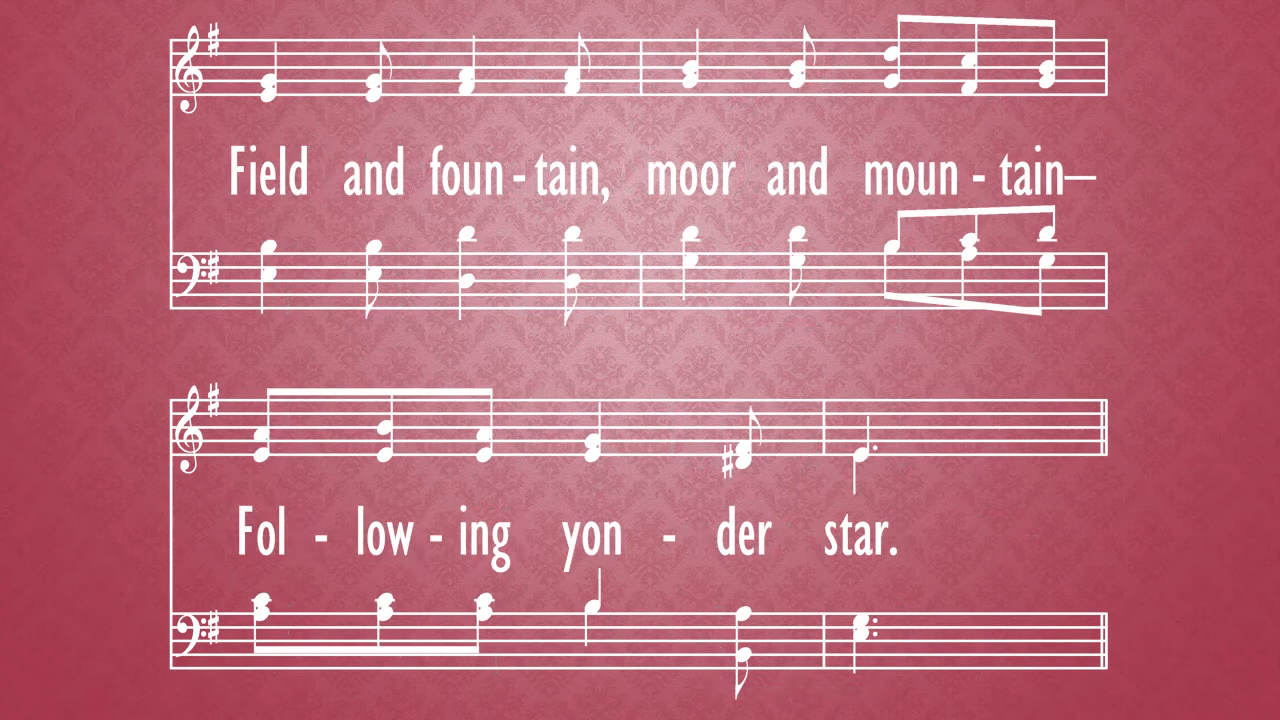 Field and foun - tain, moor and moun - tain—
Fol - low - ing yon - der star.